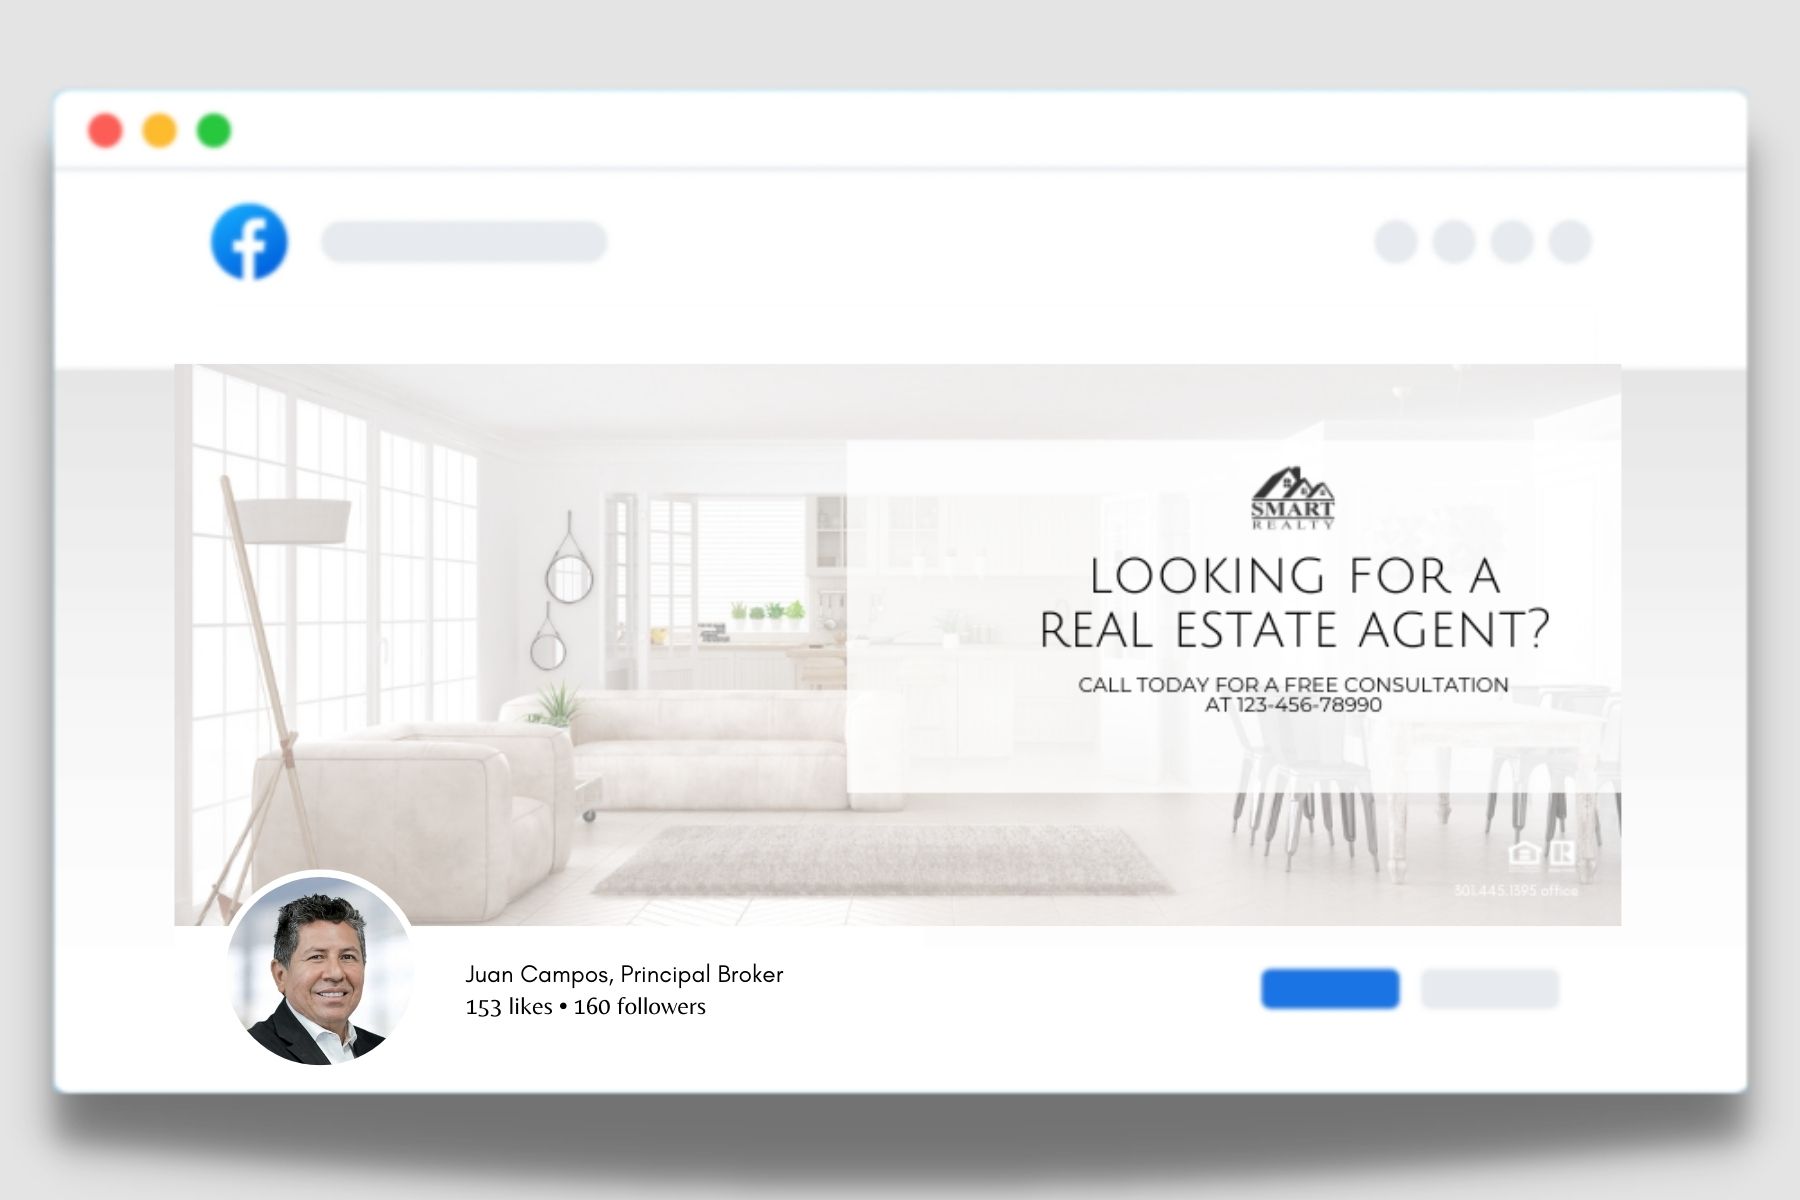 SMART
REALTY
LOOKING FOR A
REAL ESTATE AGENT?
CALL TODAY FOR A FREE CONSULTATION
AT 123-456-78990
301.445.1395 office
Juan Campos, Principal Broker
153 likes • 160 followers